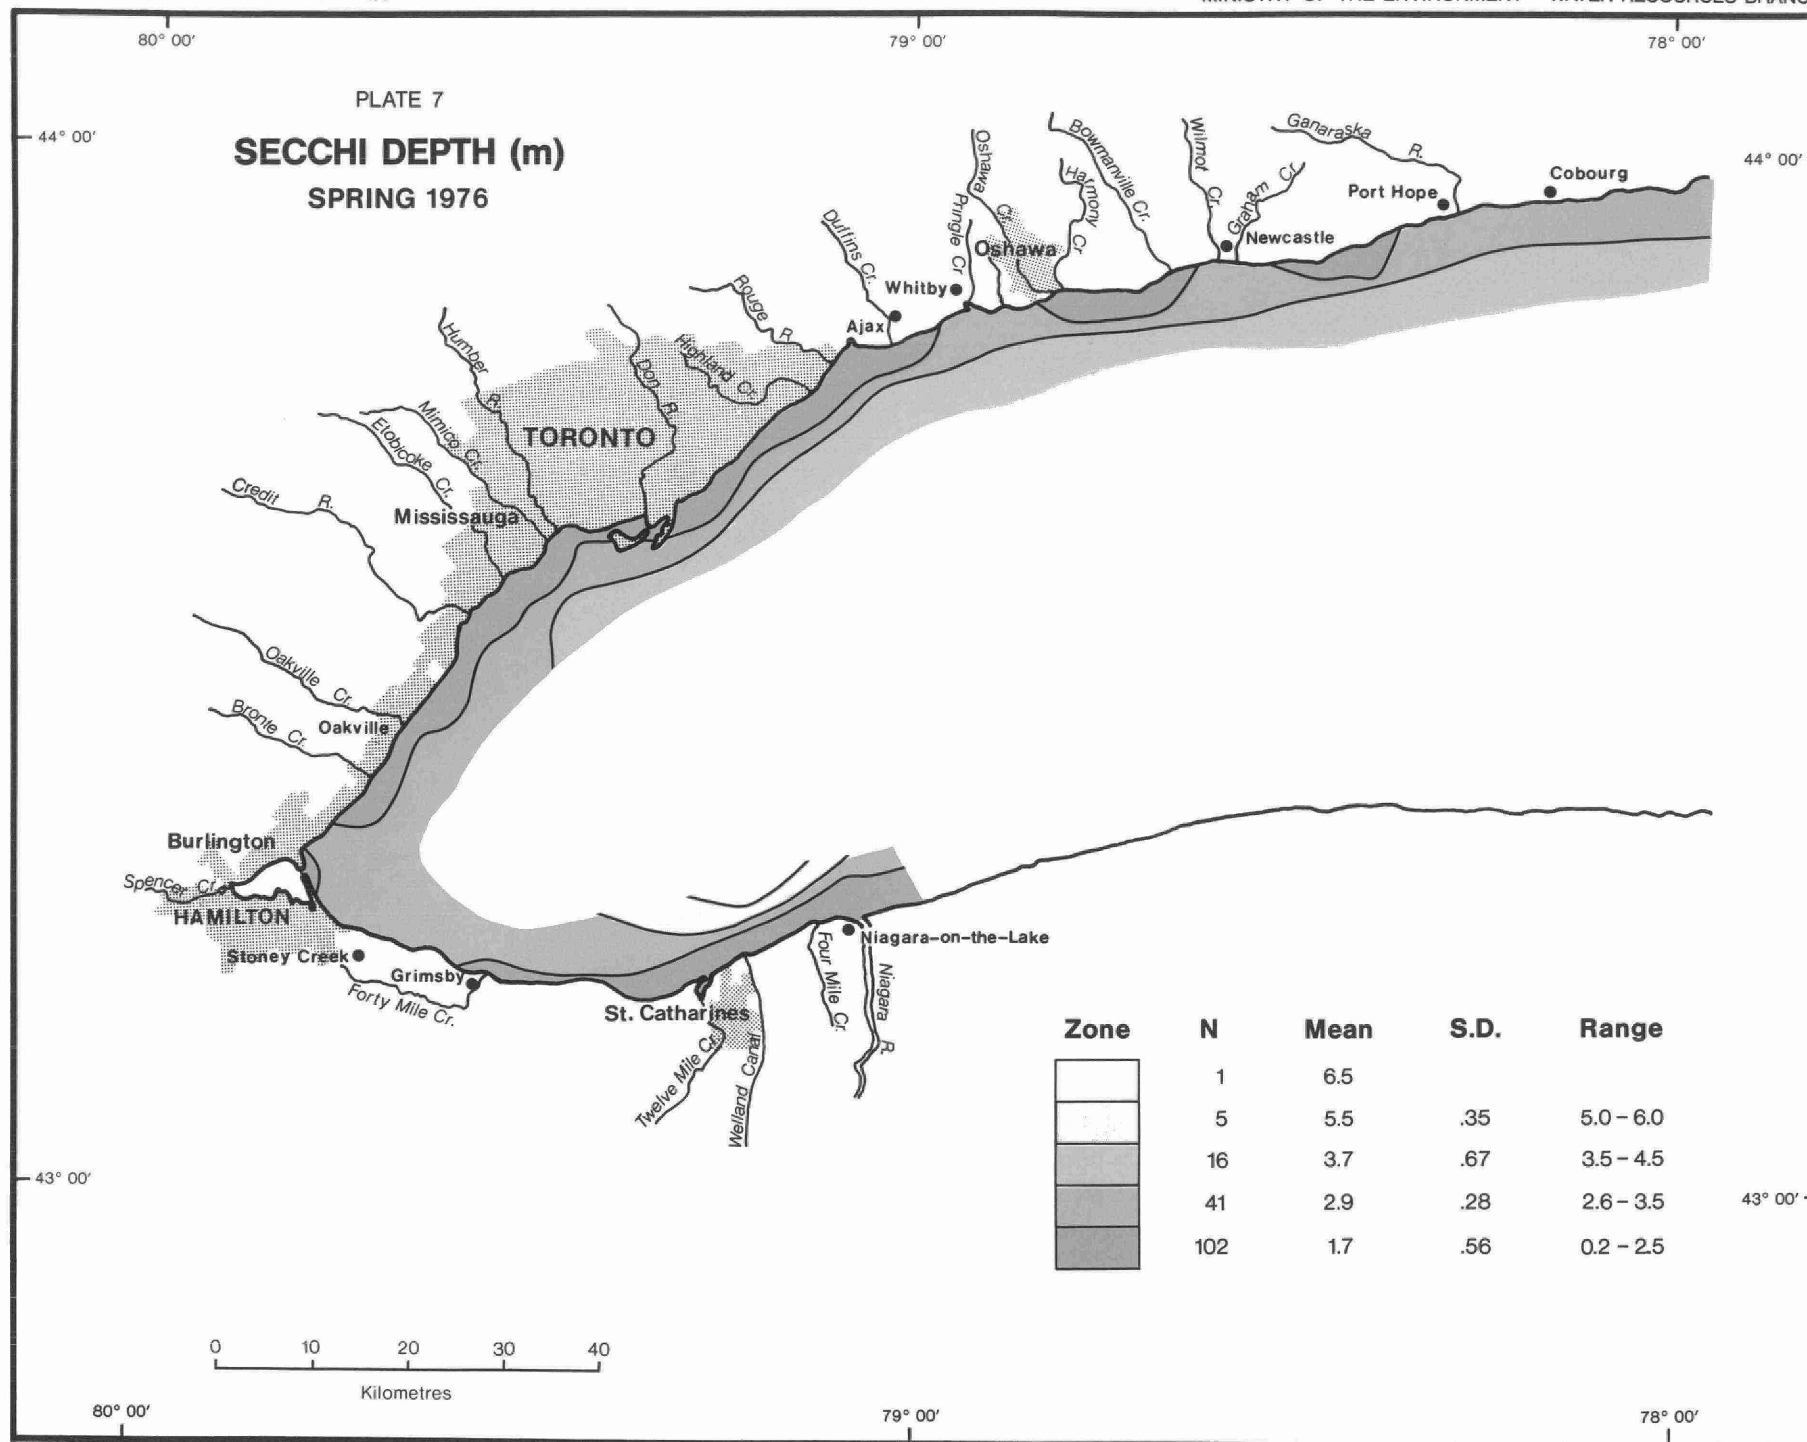 80° 00′ 79° 00′ 78° 00′
PLATE 7
SECCHI DEPTH (m)
SPRING 1976
44° 00′
44° 00′
Ganaraska R.
Cobourg
Port Hope
Wilmot Cr.
Graham Cr.
Newcastle
Bowmanville Cr.
Harmony Cr
Oshawa Cr.
Oshawa
Pringle Cr
Whitby
Duffins Cr.
Ajax
Rouge R
Highland Cr.
Don R.
Humber R.
TORONTO
Mimico Cr.
Etobicoke Cr.
Mississauga
Credit R.
Oakville Cr.
Oakville
Bronte Cr.
Burlington
Spencer Cr.
HAMILTON
Stoney Creek
Grimsby
Forty Mile Cr.
St. Catharines
Twelve Mile Cr.
Welland Canal
Four Mile Cr.
Niagara-on-the-Lake
Niagara R.
Zone N Mean S.D. Range
1 6.5
5 5.5 .35 5.0 – 6.0
16 3.7 .67 3.5 – 4.5
41 2.9 .28 2.6 – 3.5
102 1.7 .56 0.2 – 2.5
43° 00′
43° 00′
0 10 20 30 40
Kilometres
80° 00′ 79° 00′ 78° 00′